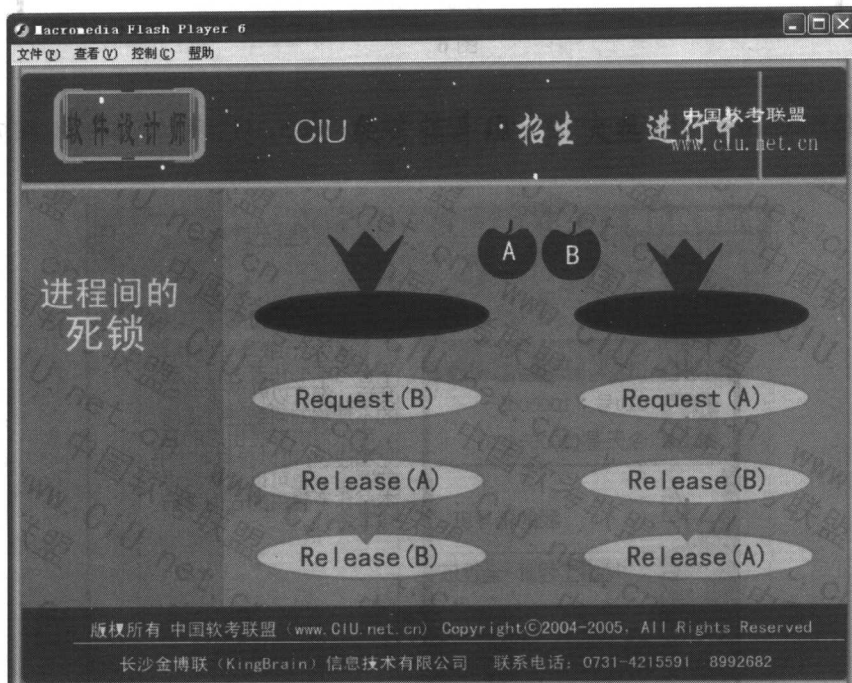 Macromedia Flash Player 6
文件(F) 查看(V) 控制(C) 帮助
软件设计师
CIU 招生 进行中
中国软考联盟
www.ciu.net.cn
A B
进程间的
死锁
Request(B) Request(A)
Release(A) Release(B)
Release(B) Release(A)
版权所有 中国软考联盟（www.CIU.net.cn）Copyright©2004-2005，All Rights Reserved
长沙金博联（KingBrain）信息技术有限公司 联系电话：0731-4215591 8992682